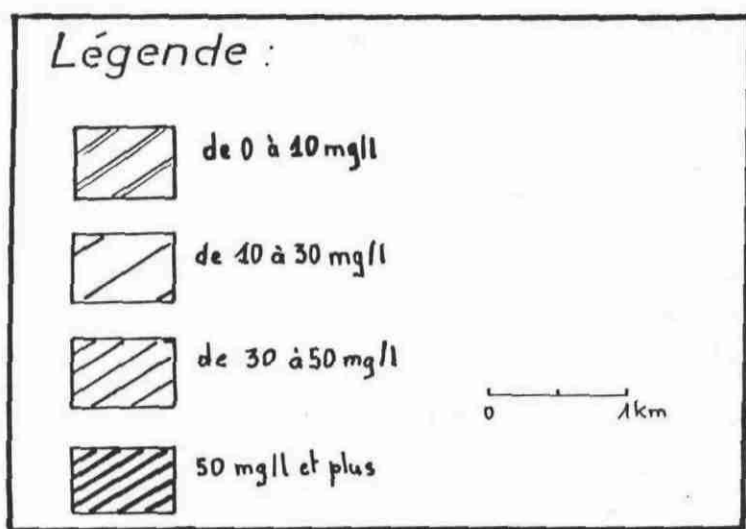 Légende :
de 0 à 10 mg/l
de 10 à 30 mg/l
de 30 à 50 mg/l
0 1km
50 mg/l et plus